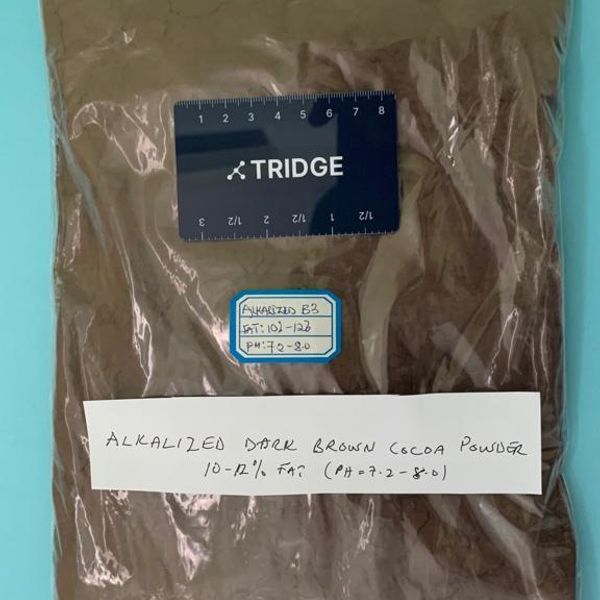 1 2 3 4 5 6 7 8
TRIDGE
3 1/2 2 1/2 1 1/2
ALKALIZED B3
FAT: 10%-12%
PH: 7.2-8.0
ALKALIZED DARK BROWN COCOA POWDER
10-12% FAT (PH=7.2-8.0)